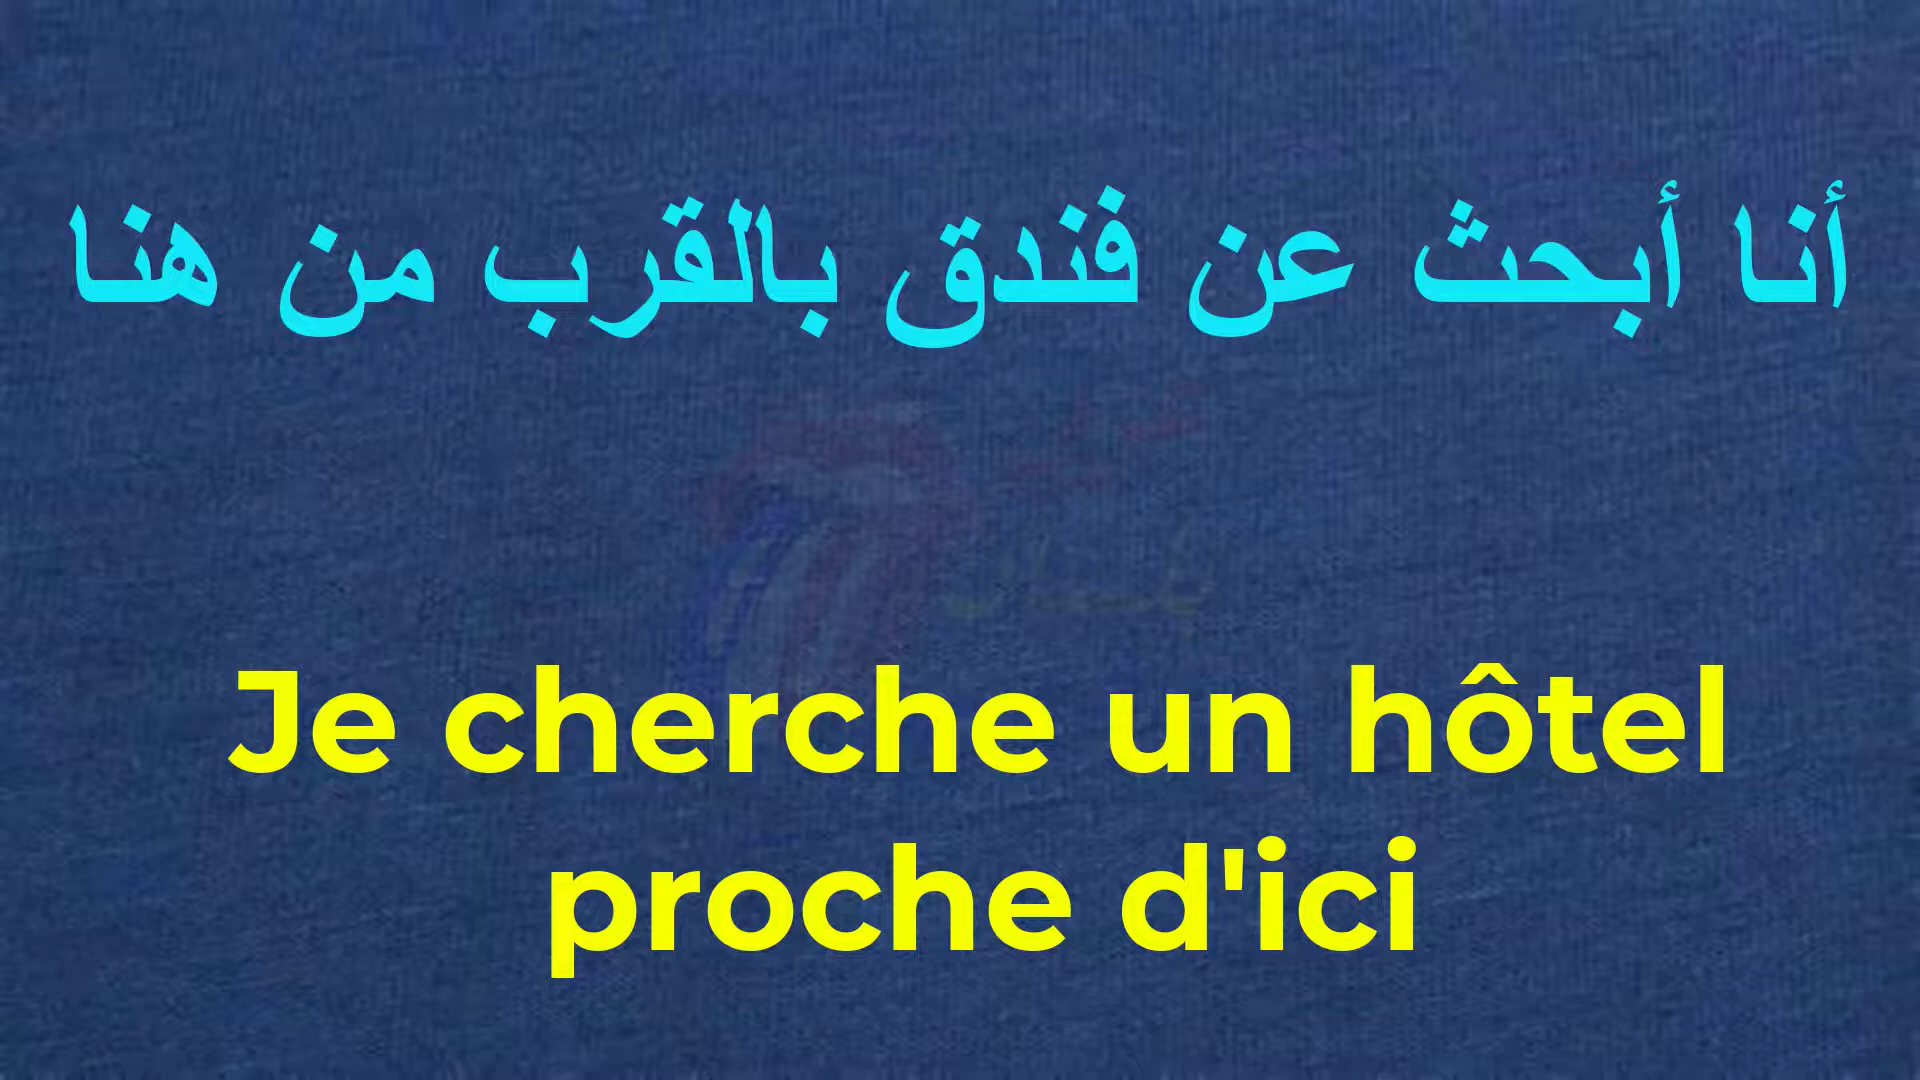 أنا أبحث عن فندق بالقرب من هنا
Je cherche un hôtel
proche d'ici